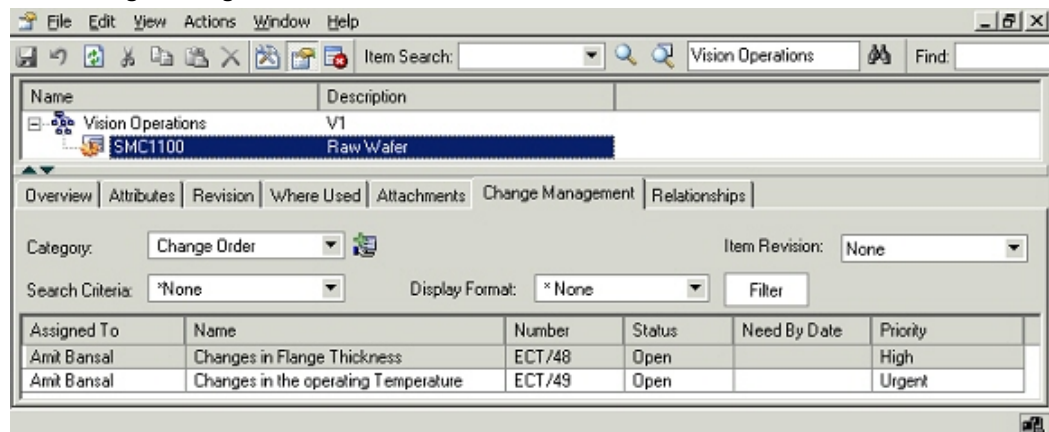 File Edit View Actions Window Help
Item Search: Vision Operations Find:
Name Description
Vision Operations V1
SMC1100 Raw Wafer
Overview Attributes Revision Where Used Attachments Change Management Relationships
Category: Change Order Item Revision: None
Search Criteria: *None Display Format: * None Filter
Assigned To Name Number Status Need By Date Priority
Amit Bansal Changes in Flange Thickness ECT/48 Open High
Amit Bansal Changes in the operating Temperature ECT/49 Open Urgent